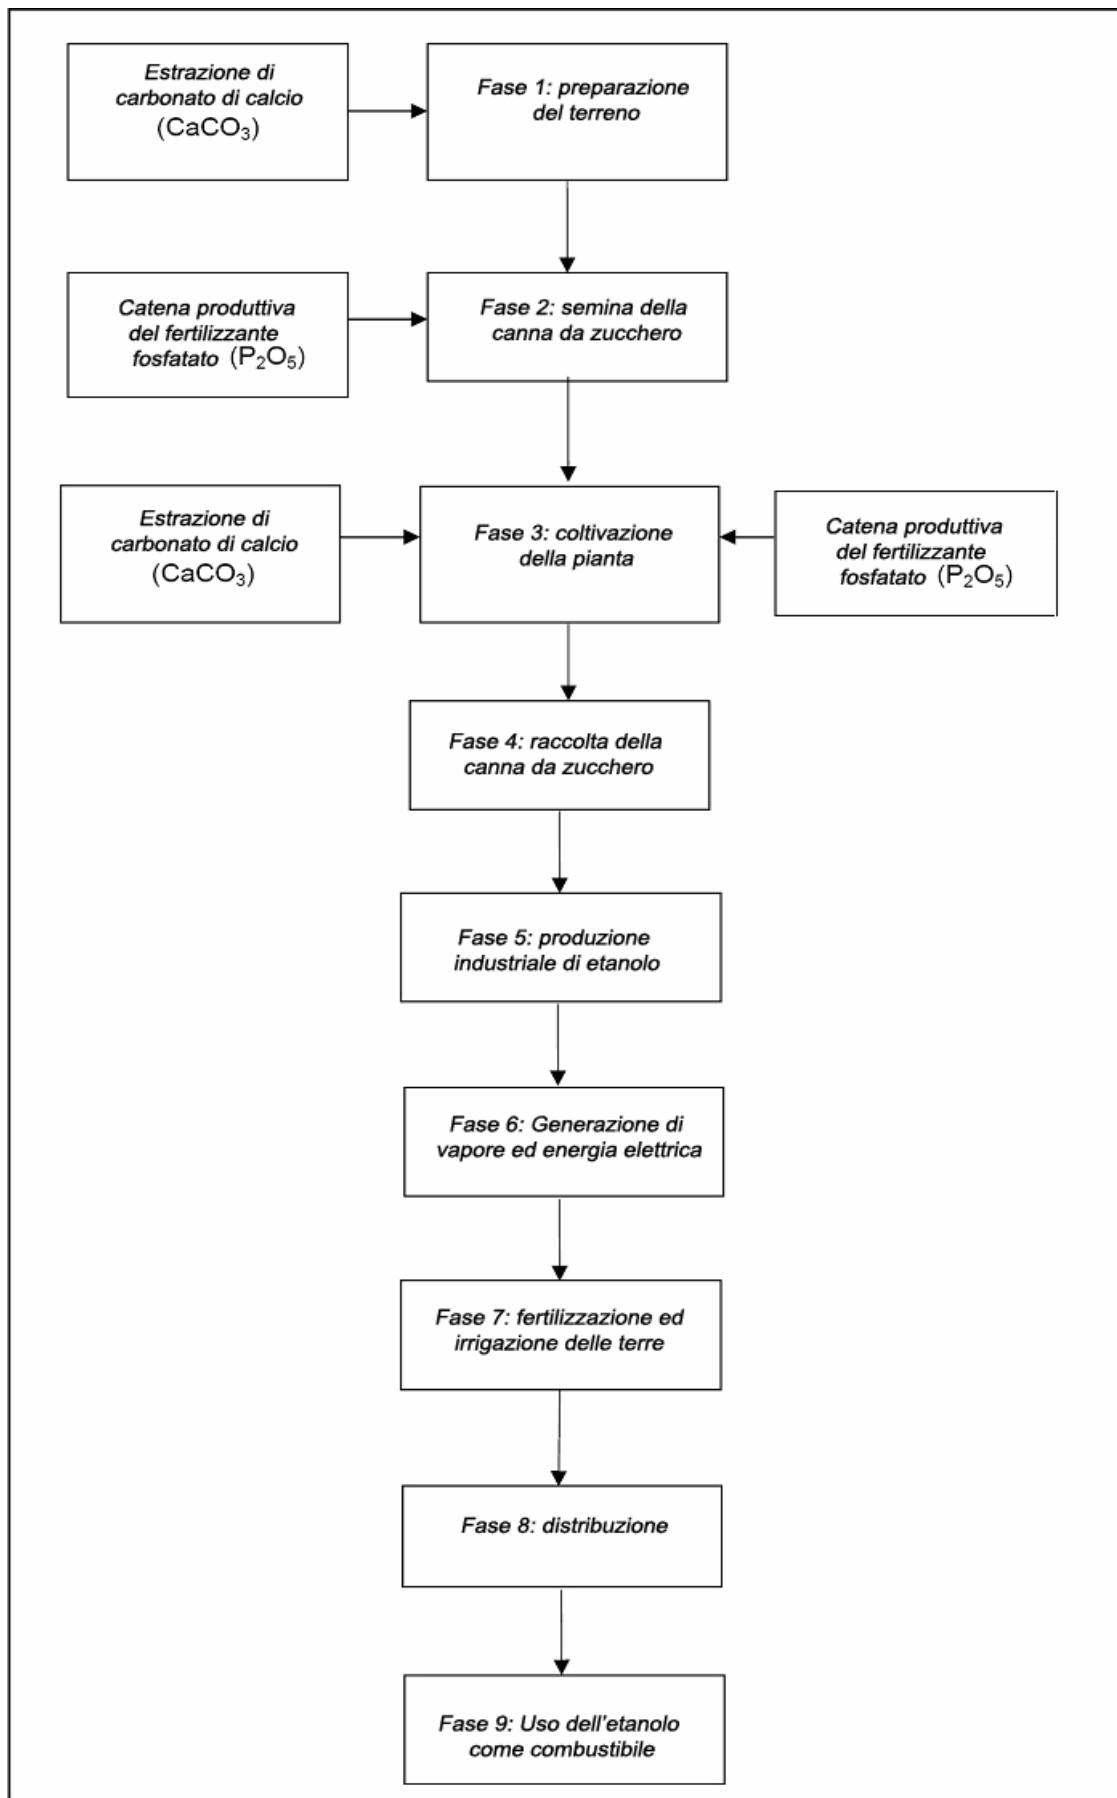 Estrazione di
carbonato di calcio
(CaCO₃)
Fase 1: preparazione
del terreno
Catena produttiva
del fertilizzante
fosfatato (P₂O₅)
Fase 2: semina della
canna da zucchero
Estrazione di
carbonato di calcio
(CaCO₃)
Fase 3: coltivazione
della pianta
Catena produttiva
del fertilizzante
fosfatato (P₂O₅)
Fase 4: raccolta della
canna da zucchero
Fase 5: produzione
industriale di etanolo
Fase 6: Generazione di
vapore ed energia elettrica
Fase 7: fertilizzazione ed
irrigazione delle terre
Fase 8: distribuzione
Fase 9: Uso dell'etanolo
come combustibile